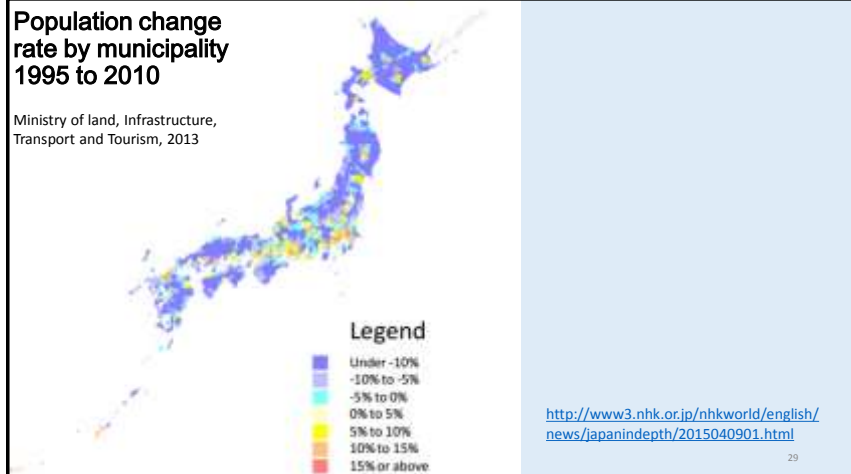 Population change
rate by municipality
1995 to 2010
Ministry of land, Infrastructure,
Transport and Tourism, 2013
Legend
Under -10%
-10% to -5%
-5% to 0%
0% to 5%
5% to 10%
10% to 15%
15% or above
http://www3.nhk.or.jp/nhkworld/english/
news/japanindepth/2015040901.html
29